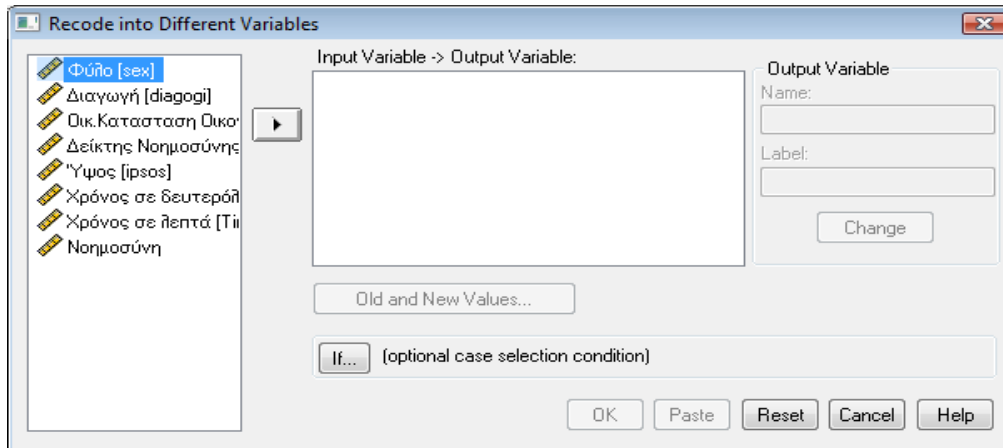 Recode into Different Variables
Φύλο [sex]
Διαγωγή [diagogi]
Οικ.Κατασταση Οικο
Δείκτης Νοημοσύνης
Ύψος [ipsos]
Χρόνος σε δευτερόλ
Χρόνος σε λεπτά [Ti
Νοημοσύνη
Input Variable -> Output Variable:
Output Variable
Name:
Label:
Change
Old and New Values...
If... (optional case selection condition)
OK Paste Reset Cancel Help